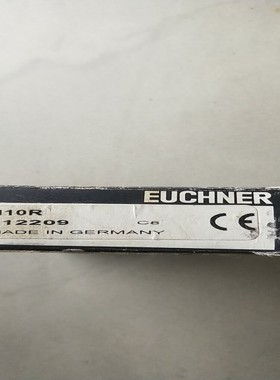 EUCHNER
110R
12209 C6
MADE IN GERMANY
CE